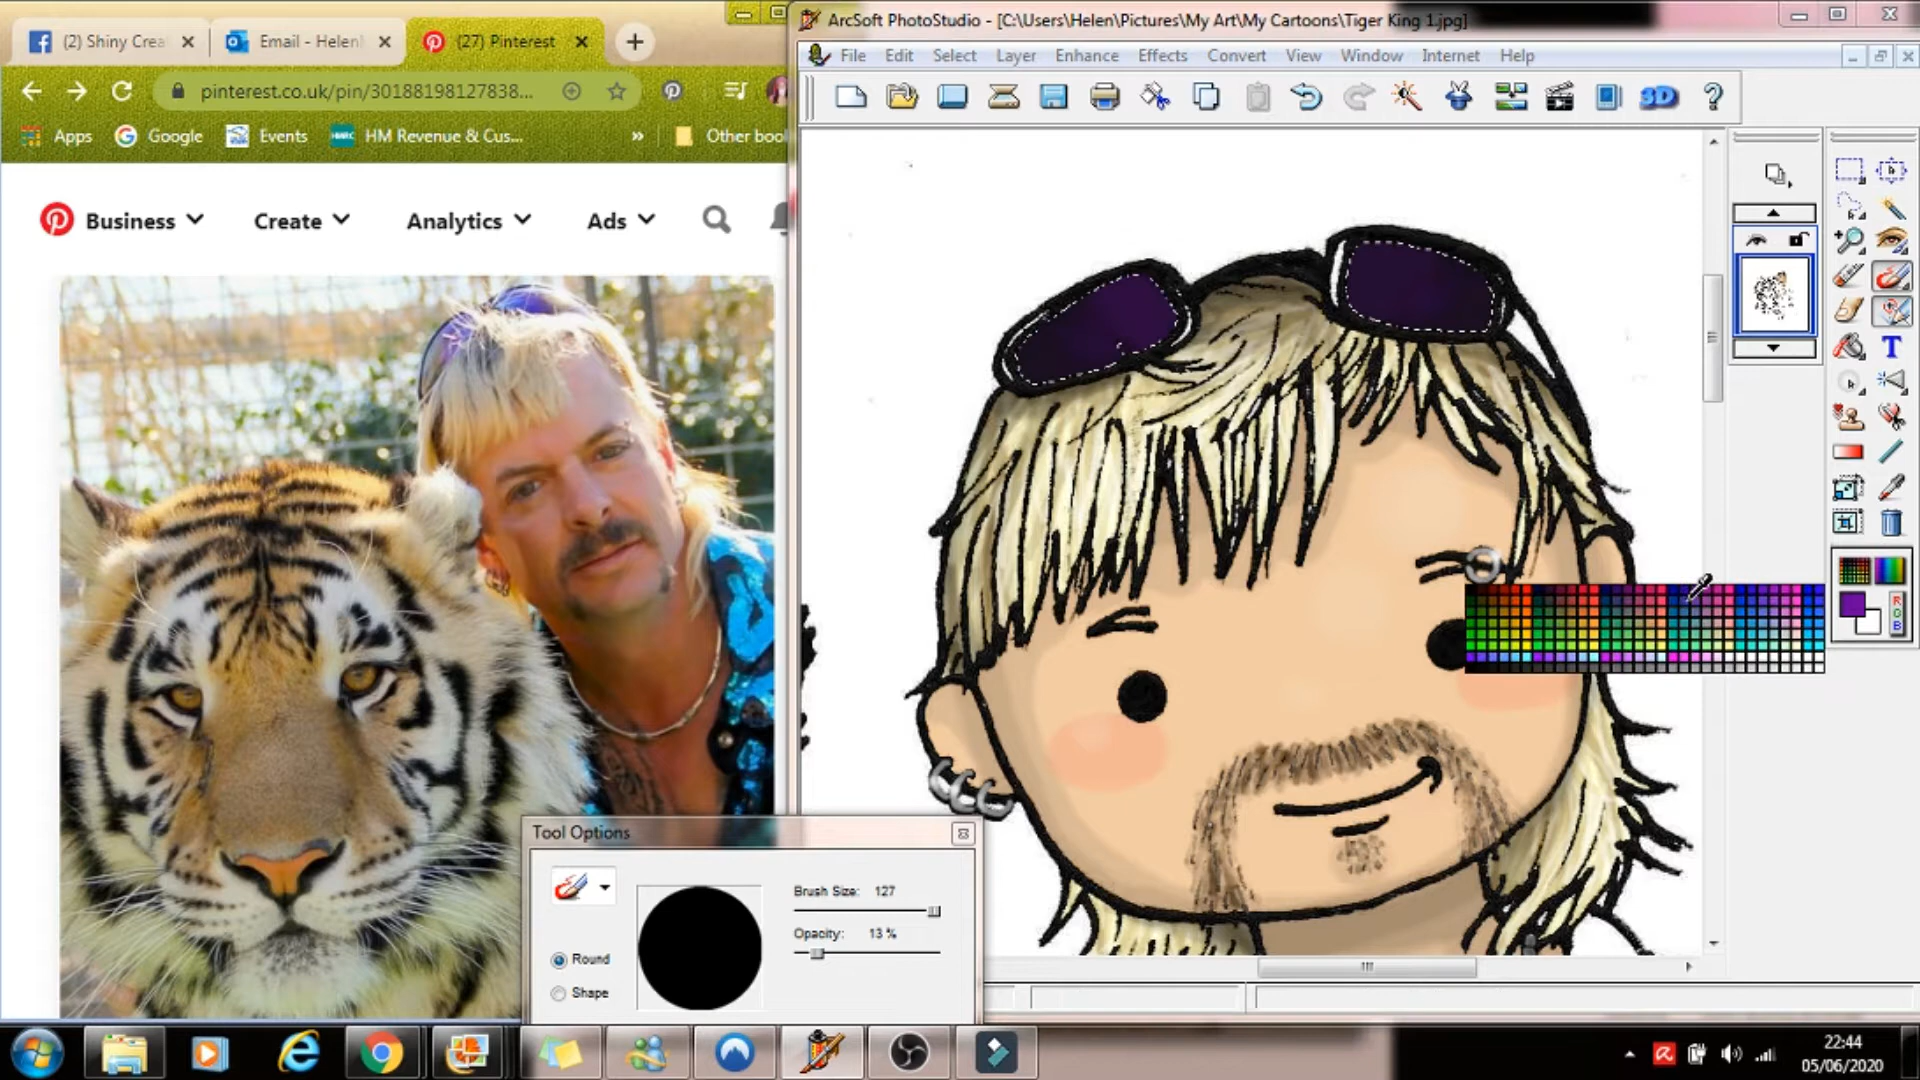 (2) Shiny Crea
Email - Helen
(27) Pinterest
pinterest.co.uk/pin/30188198127838...
Apps
Google
Events
HMRC
HM Revenue & Cus...
»
Other boo
Business
Create
Analytics
Ads
ArcSoft PhotoStudio - [C:\Users\Helen\Pictures\My Art\My Cartoons\Tiger King 1.jpg]
File Edit Select Layer Enhance Effects Convert View Window Internet Help
3D
T
R
G
B
Tool Options
Brush Size: 127
Opacity: 13 %
Round
Shape
22:44
05/06/2020